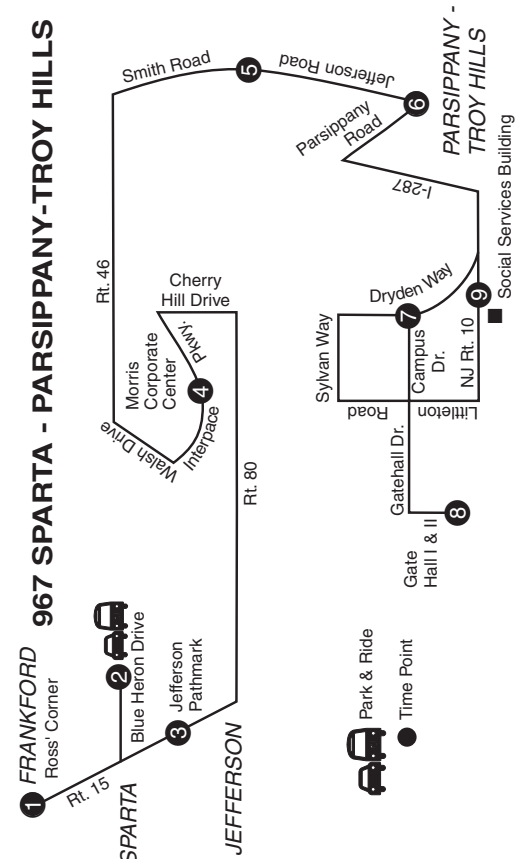 967 SPARTA - PARSIPPANY-TROY HILLS
1
FRANKFORD
Ross' Corner
Rt. 15
SPARTA
2
Blue Heron Drive
3
Jefferson
Pathmark
JEFFERSON
Rt. 80
Cherry
Hill Drive
Interpace
Pkwy.
4
Morris
Corporate
Center
Walsh Drive
Rt. 46
Smith Road
5
Jefferson Road
6
PARSIPPANY -
TROY HILLS
Parsippany
Road
I-287
Dryden Way
Sylvan Way
7
Campus
Dr.
NJ Rt. 10
9
Social Services Building
Littleton
Road
Gatehall Dr.
Gate
Hall I & II
8
Park & Ride
Time Point